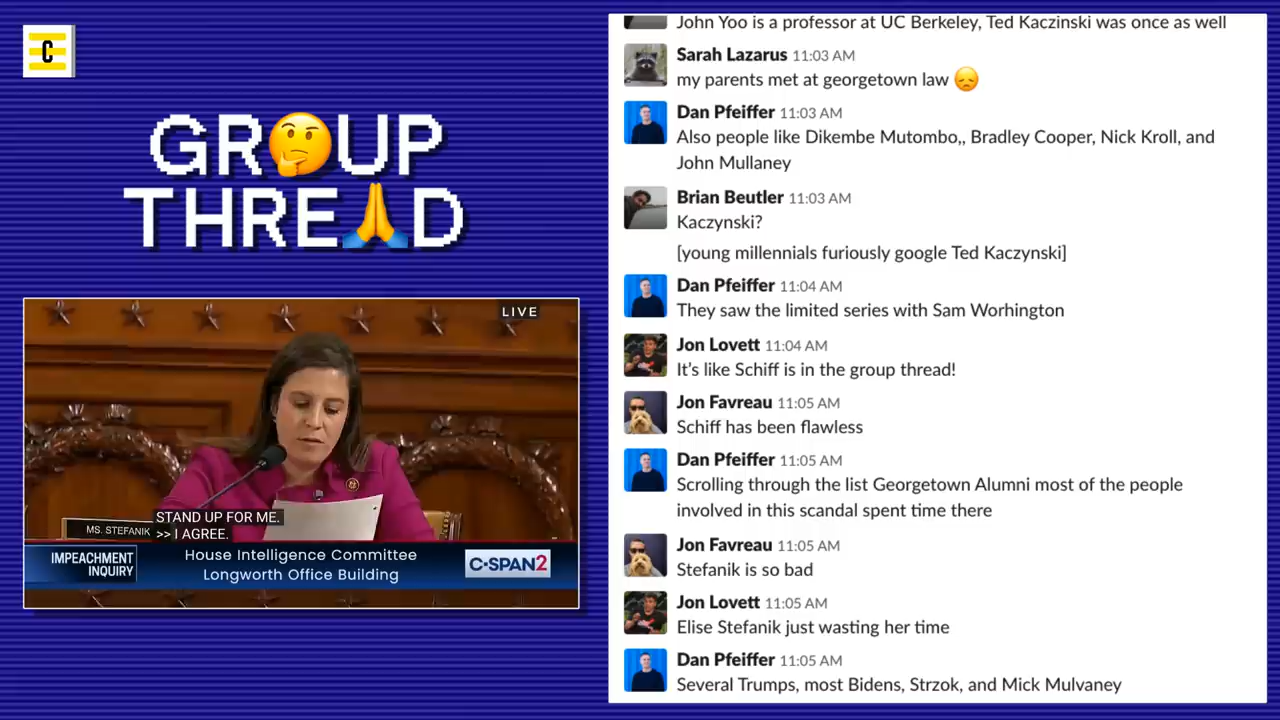 C
GR🤔UP
THRE🙏D
LIVE
STAND UP FOR ME.
>> I AGREE.
MS. STEFANIK
IMPEACHMENT
INQUIRY
House Intelligence Committee
Longworth Office Building
C-SPAN2
John Yoo is a professor at UC Berkeley, Ted Kaczinski was once as well
Sarah Lazarus 11:03 AM
my parents met at georgetown law 😞
Dan Pfeiffer 11:03 AM
Also people like Dikembe Mutombo,, Bradley Cooper, Nick Kroll, and
John Mullaney
Brian Beutler 11:03 AM
Kaczynski?
[young millennials furiously google Ted Kaczynski]
Dan Pfeiffer 11:04 AM
They saw the limited series with Sam Worhington
Jon Lovett 11:04 AM
It's like Schiff is in the group thread!
Jon Favreau 11:05 AM
Schiff has been flawless
Dan Pfeiffer 11:05 AM
Scrolling through the list Georgetown Alumni most of the people
involved in this scandal spent time there
Jon Favreau 11:05 AM
Stefanik is so bad
Jon Lovett 11:05 AM
Elise Stefanik just wasting her time
Dan Pfeiffer 11:05 AM
Several Trumps, most Bidens, Strzok, and Mick Mulvaney